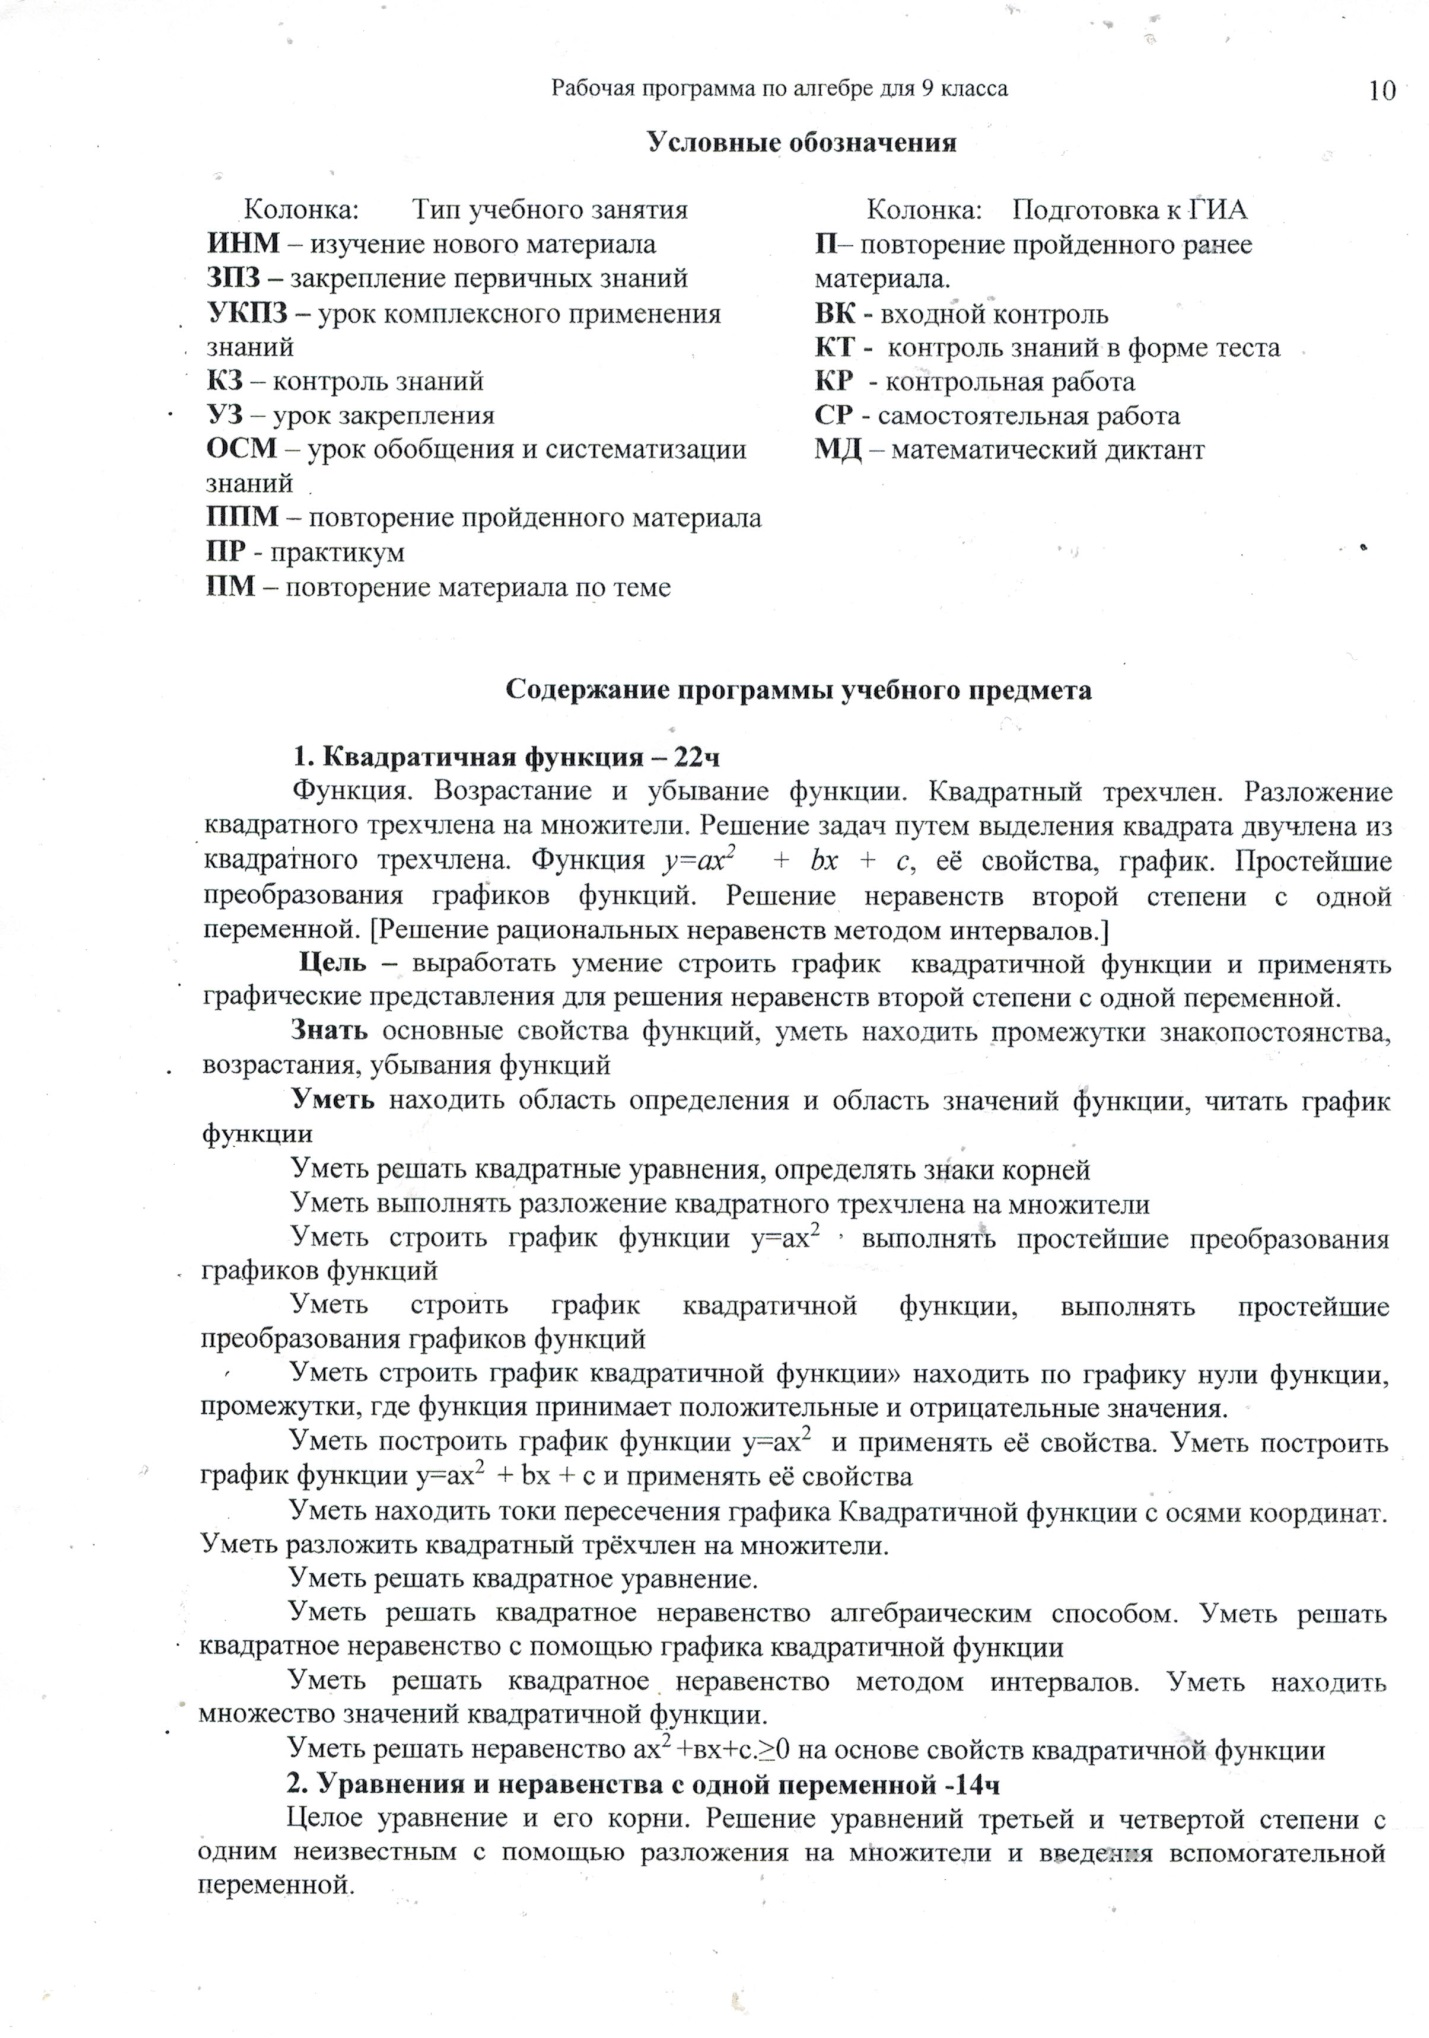 Рабочая программа по алгебре для 9 класса
10
Условные обозначения
Колонка: Тип учебного занятия
ИНМ – изучение нового материала
ЗПЗ – закрепление первичных знаний
УКПЗ – урок комплексного применения
знаний
КЗ – контроль знаний
УЗ – урок закрепления
ОСМ – урок обобщения и систематизации
знаний
ППМ – повторение пройденного материала
ПР - практикум
ПМ – повторение материала по теме
Колонка: Подготовка к ГИА
П– повторение пройденного ранее
материала.
ВК - входной контроль
КТ - контроль знаний в форме теста
КР - контрольная работа
СР - самостоятельная работа
МД – математический диктант
Содержание программы учебного предмета
1. Квадратичная функция – 22ч
Функция. Возрастание и убывание функции. Квадратный трехчлен. Разложение
квадратного трехчлена на множители. Решение задач путем выделения квадрата двучлена из
квадратного трехчлена. Функция y=ax² + bx + c, её свойства, график. Простейшие
преобразования графиков функций. Решение неравенств второй степени с одной
переменной. [Решение рациональных неравенств методом интервалов.]
Цель – выработать умение строить график квадратичной функции и применять
графические представления для решения неравенств второй степени с одной переменной.
Знать основные свойства функций, уметь находить промежутки знакопостоянства,
возрастания, убывания функций
Уметь находить область определения и область значений функции, читать график
функции
Уметь решать квадратные уравнения, определять знаки корней
Уметь выполнять разложение квадратного трехчлена на множители
Уметь строить график функции y=ax² , выполнять простейшие преобразования
графиков функций
Уметь строить график квадратичной функции, выполнять простейшие
преобразования графиков функций
Уметь строить график квадратичной функции» находить по графику нули функции,
промежутки, где функция принимает положительные и отрицательные значения.
Уметь построить график функции y=ax² и применять её свойства. Уметь построить
график функции y=ax² + bx + c и применять её свойства
Уметь находить токи пересечения графика Квадратичной функции с осями координат.
Уметь разложить квадратный трёхчлен на множители.
Уметь решать квадратное уравнение.
Уметь решать квадратное неравенство алгебраическим способом. Уметь решать
квадратное неравенство с помощью графика квадратичной функции
Уметь решать квадратное неравенство методом интервалов. Уметь находить
множество значений квадратичной функции.
Уметь решать неравенство ах² +вх+с.≥0 на основе свойств квадратичной функции
2. Уравнения и неравенства с одной переменной -14ч
Целое уравнение и его корни. Решение уравнений третьей и четвертой степени с
одним неизвестным с помощью разложения на множители и введения вспомогательной
переменной.